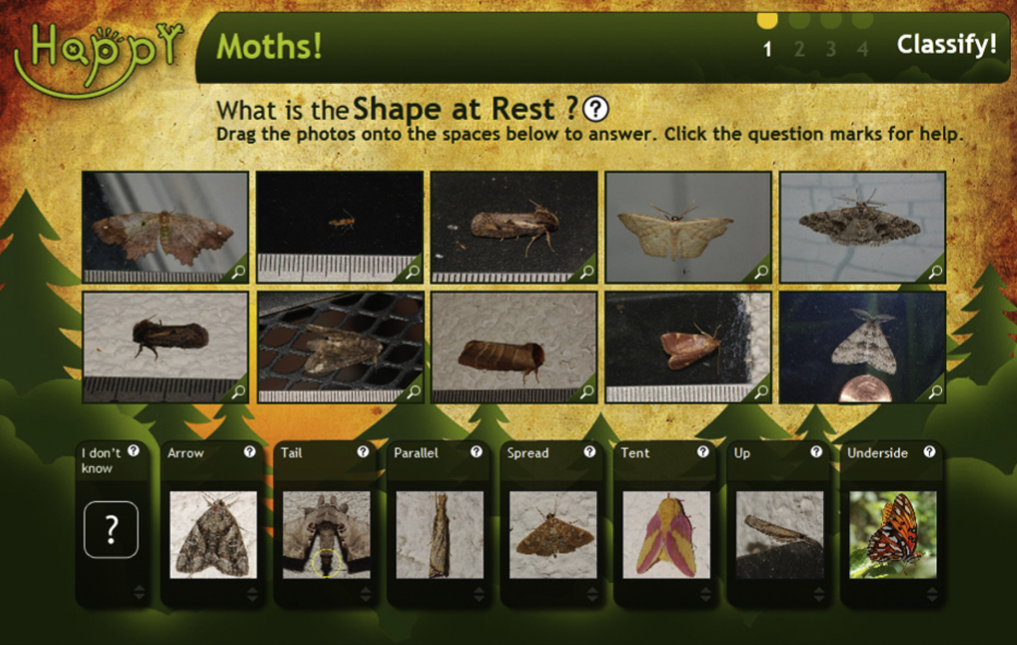 Happy
Moths!
1 2 3 4
Classify!
What is the Shape at Rest ? ?
Drag the photos onto the spaces below to answer. Click the question marks for help.
I don't know ?
Arrow ?
Tail ?
Parallel ?
Spread ?
Tent ?
Up ?
Underside ?
?